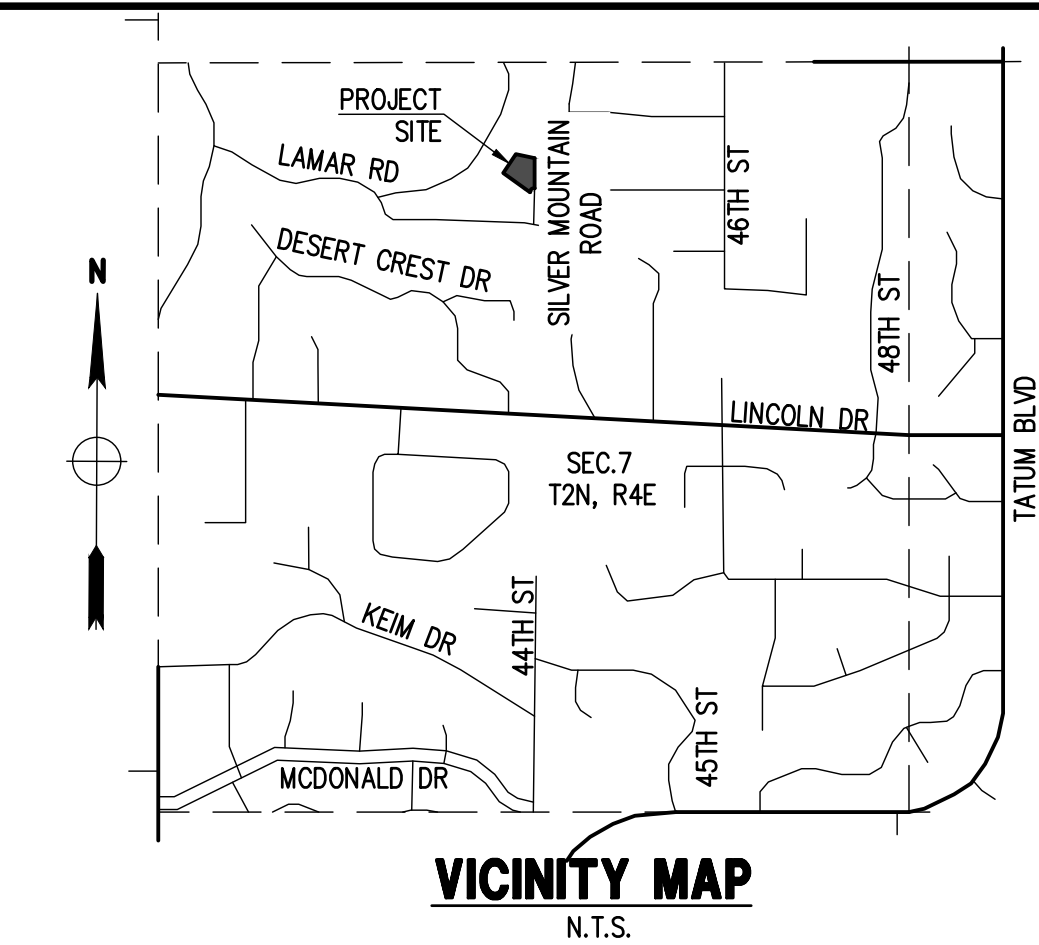 PROJECT
SITE
LAMAR RD
SILVER MOUNTAIN
ROAD
46TH ST
DESERT CREST DR
48TH ST
N
TATUM BLVD
LINCOLN DR
SEC.7
T2N, R4E
44TH ST
KEIM DR
45TH ST
MCDONALD DR
VICINITY MAP
N.T.S.